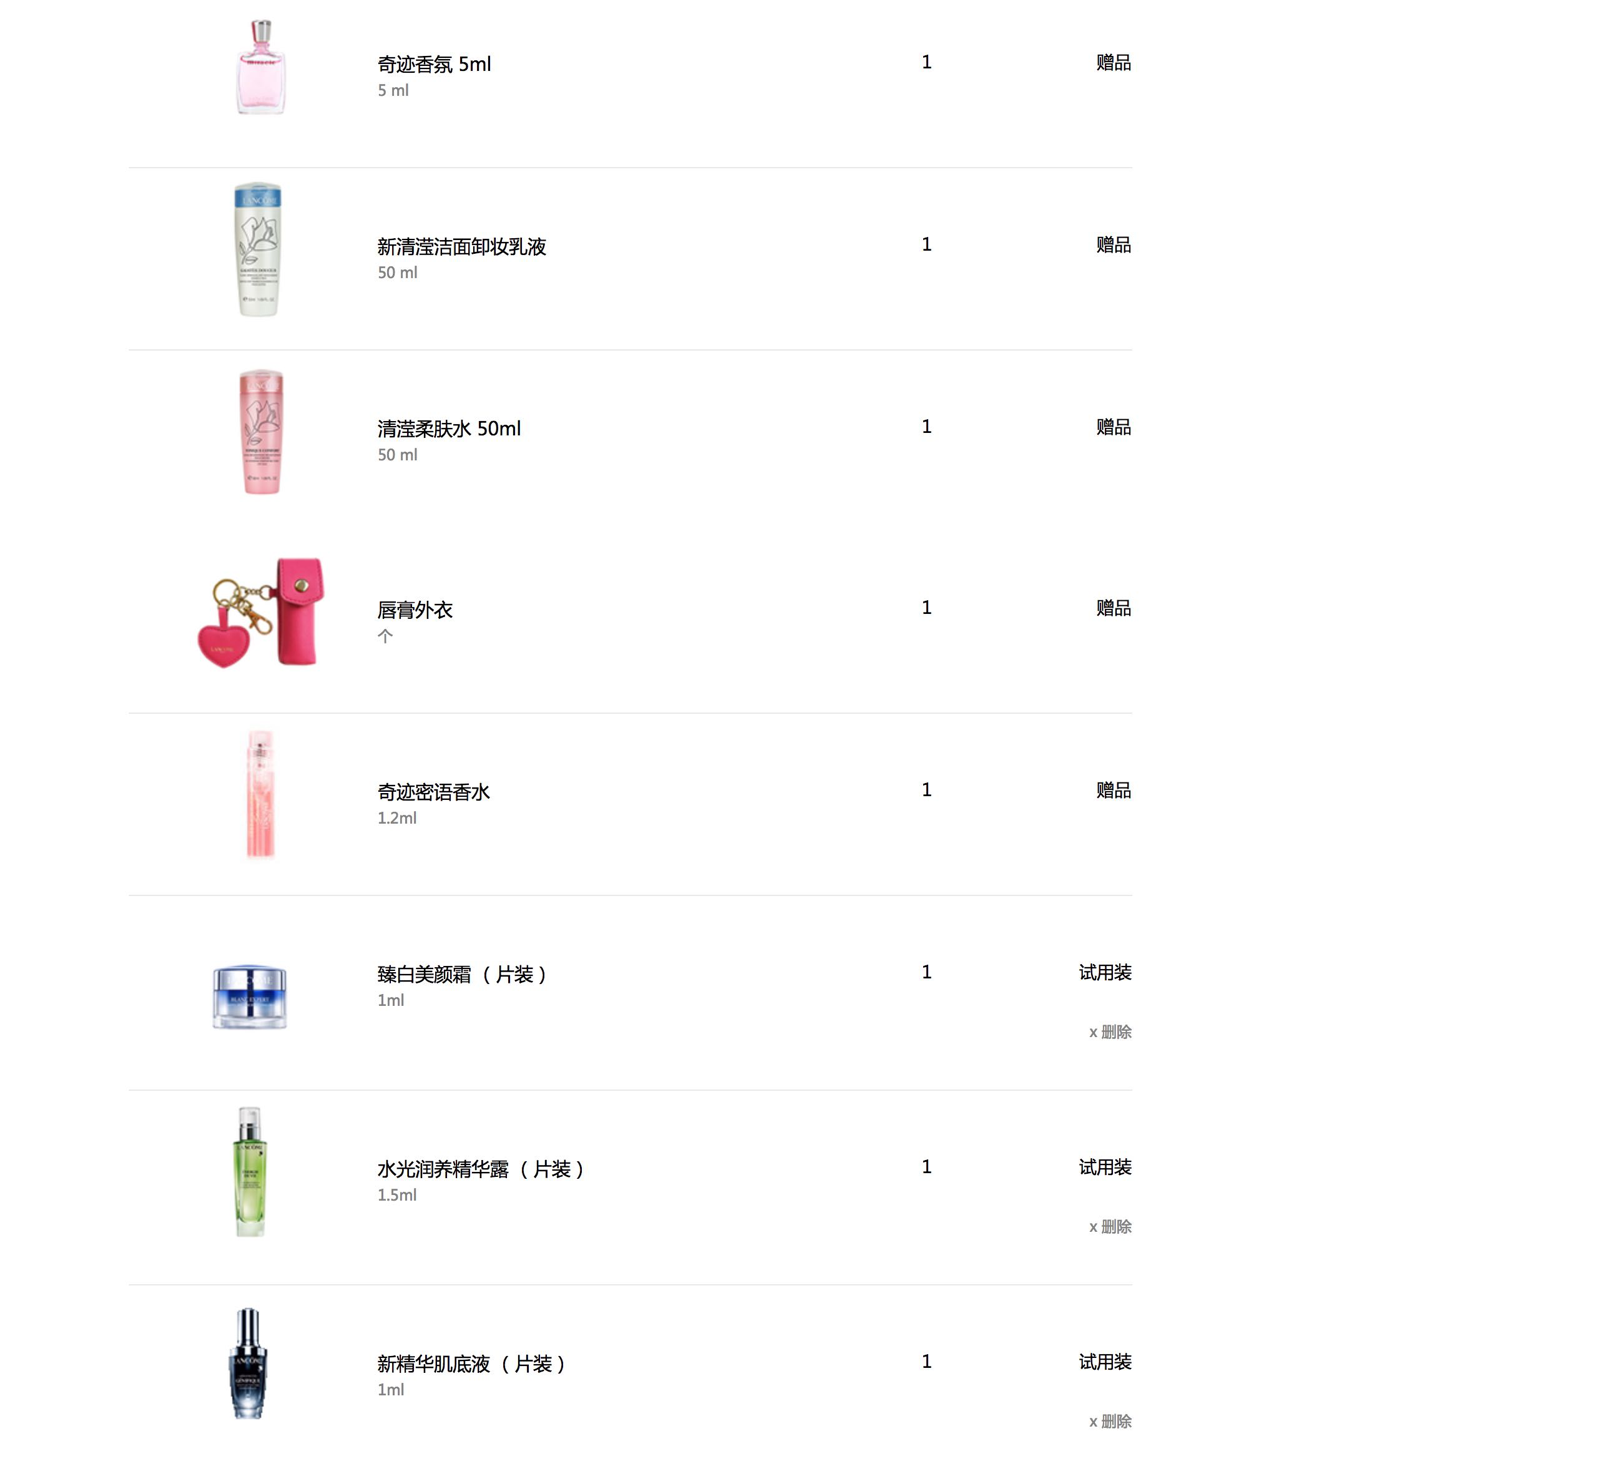 奇迹香氛 5ml 1 赠品
5 ml
LANCOME
新清滢洁面卸妆乳液 1 赠品
50 ml
清滢柔肤水 50ml 1 赠品
50 ml
唇膏外衣 1 赠品
个
奇迹密语香水 1 赠品
1.2ml
臻白美颜霜 （ 片装 ） 1 试用装
1ml
x 删除
水光润养精华露 （ 片装 ） 1 试用装
1.5ml
x 删除
LANCOME
新精华肌底液 （ 片装 ） 1 试用装
1ml
x 删除